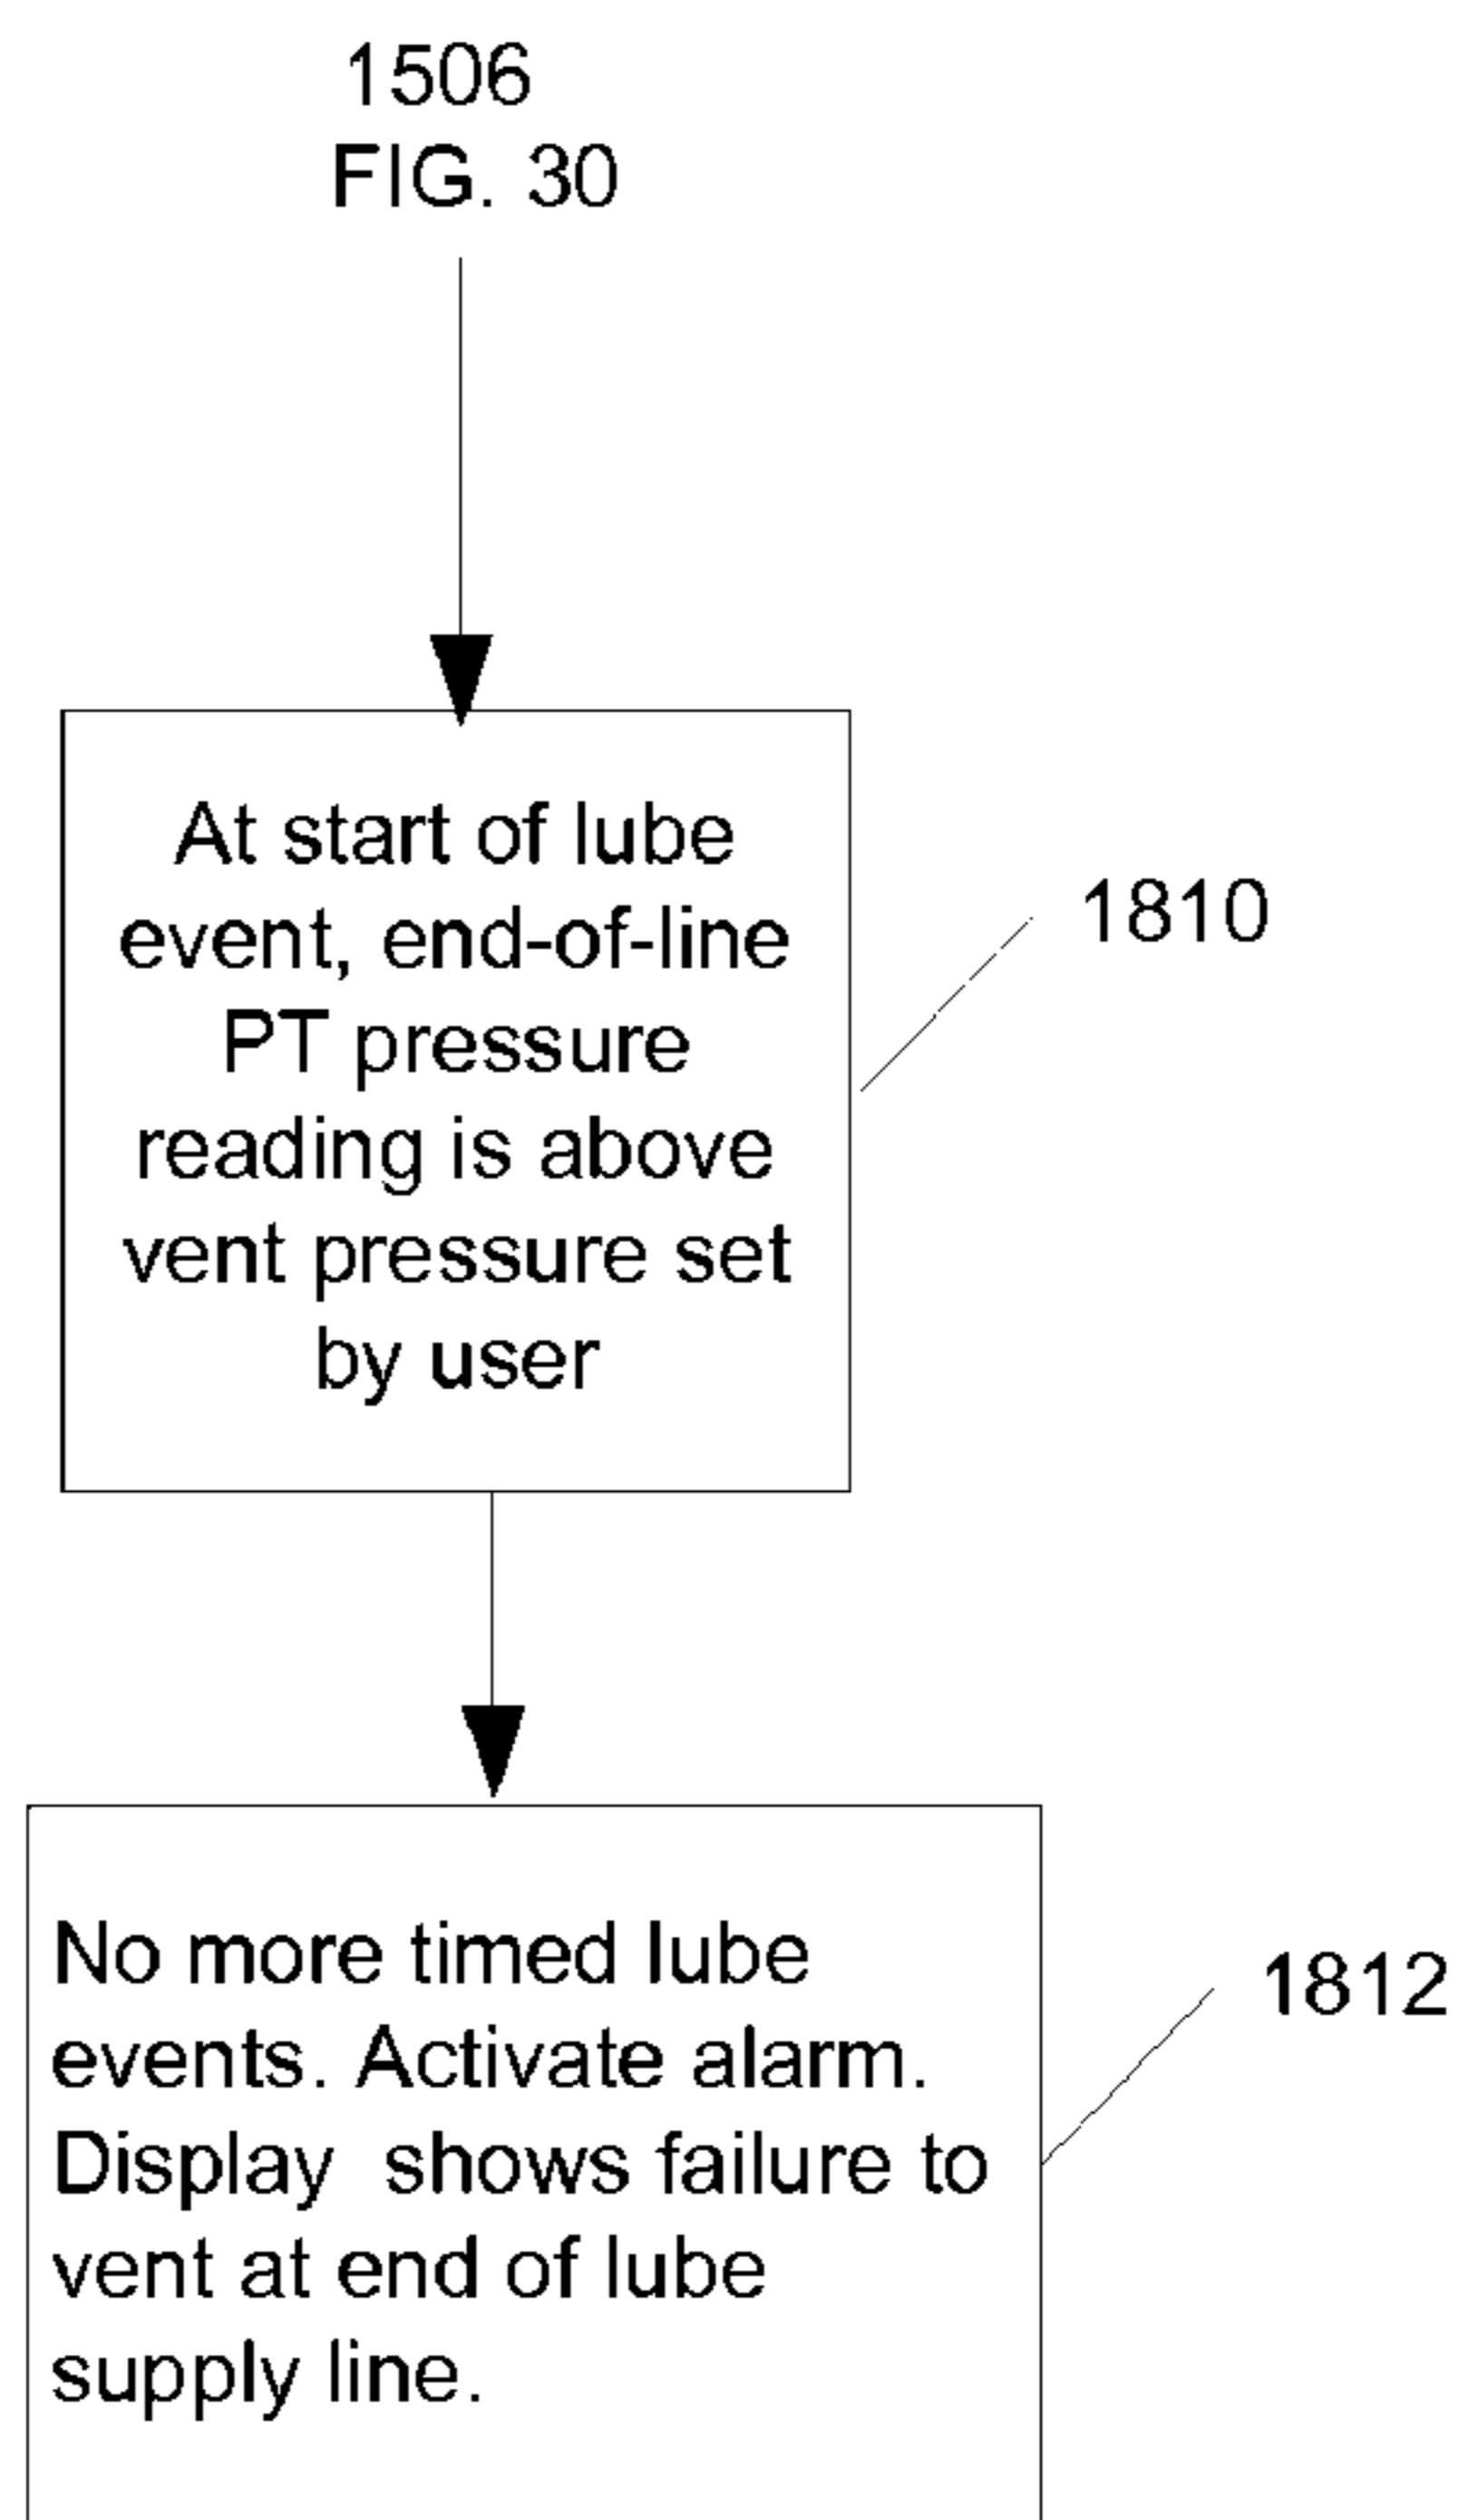 1506
FIG. 30
At start of lube
event, end-of-line
PT pressure
reading is above
vent pressure set
by user
1810
No more timed lube
events. Activate alarm.
Display  shows failure to
vent at end of lube
supply line.
1812